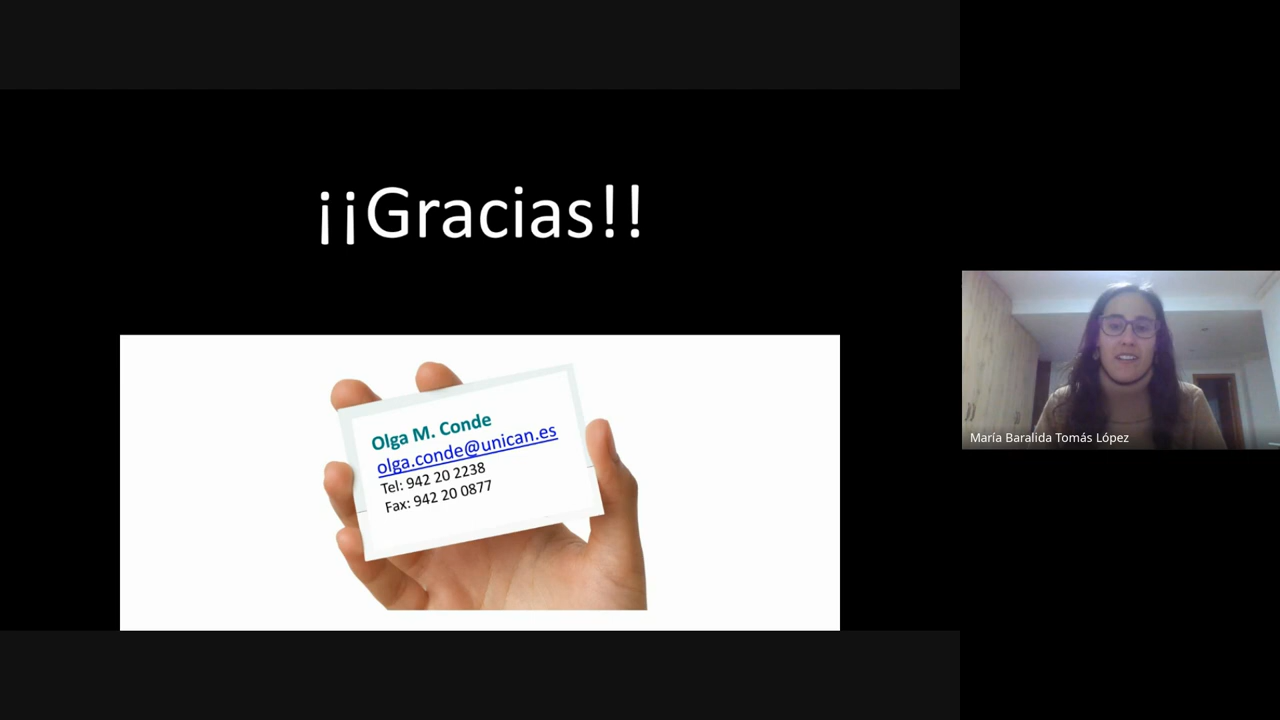 ¡¡Gracias!!
Olga M. Conde
olga.conde@unican.es
Tel: 942 20 2238
Fax: 942 20 0877
María Baralida Tomás López